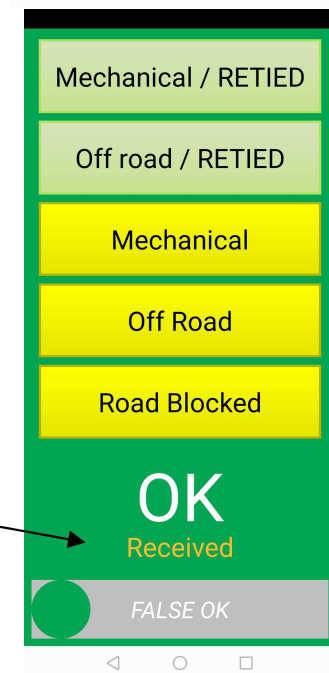 Mechanical / RETIED
Off road / RETIED
Mechanical
Off Road
Road Blocked
OK
Received
FALSE OK